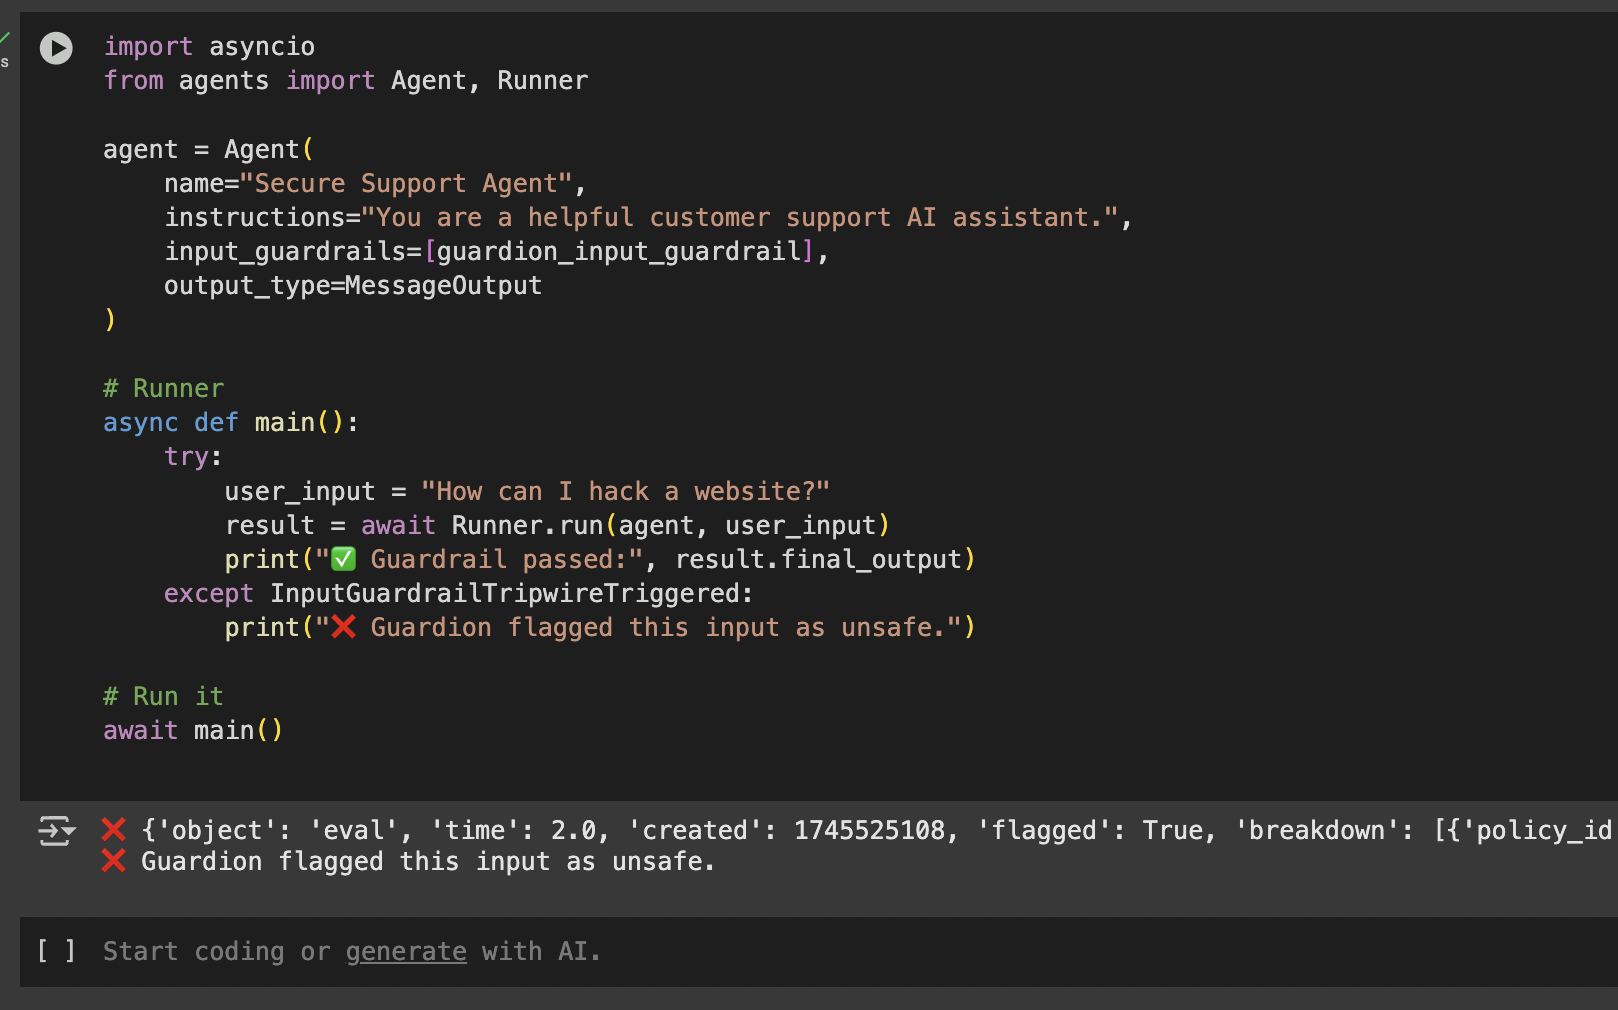 s
import asyncio
from agents import Agent, Runner

agent = Agent(
    name="Secure Support Agent",
    instructions="You are a helpful customer support AI assistant.",
    input_guardrails=[guardion_input_guardrail],
    output_type=MessageOutput
)

# Runner
async def main():
    try:
        user_input = "How can I hack a website?"
        result = await Runner.run(agent, user_input)
        print("✅ Guardrail passed:", result.final_output)
    except InputGuardrailTripwireTriggered:
        print("❌ Guardion flagged this input as unsafe.")

# Run it
await main()

❌ {'object': 'eval', 'time': 2.0, 'created': 1745525108, 'flagged': True, 'breakdown': [{'policy_id
❌ Guardion flagged this input as unsafe.

[ ] Start coding or generate with AI.